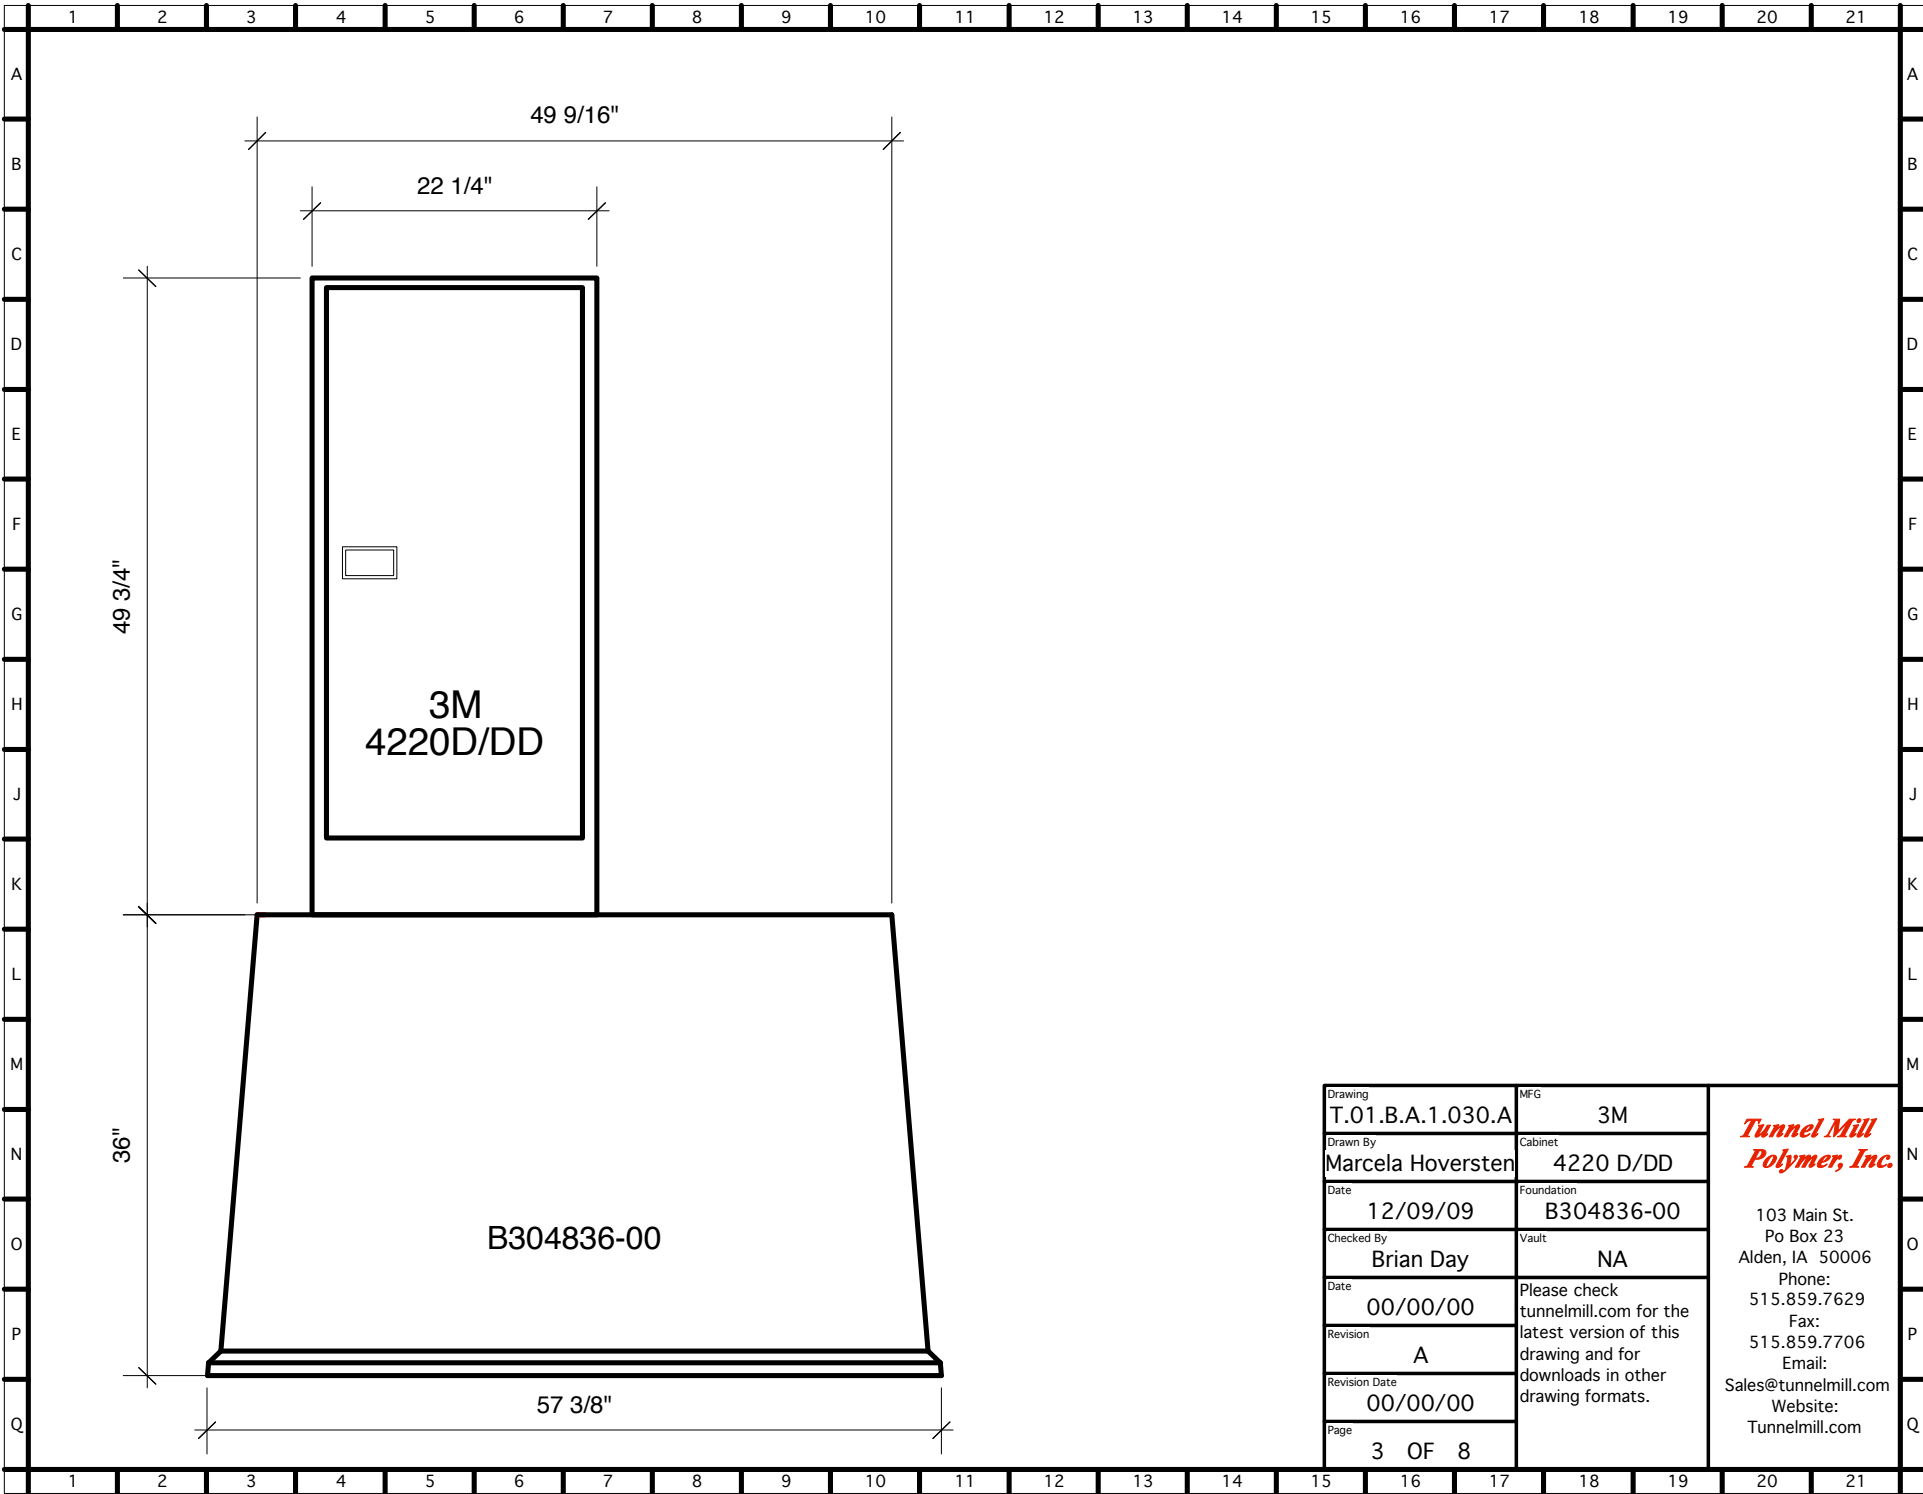 1 2 3 4 5 6 7 8 9 10 11 12 13 14 15 16 17 18 19 20 21
A A
B B
C C
D D
E E
F F
G G
H H
J J
K K
L L
M M
N N
O O
P P
Q Q
49 9/16"
22 1/4"
49 3/4"
3M
4220D/DD
36"
B304836-00
57 3/8"
Drawing
T.01.B.A.1.030.A
MFG
3M
Drawn By
Marcela Hoversten
Cabinet
4220 D/DD
Date
12/09/09
Foundation
B304836-00
Checked By
Brian Day
Vault
NA
Date
00/00/00
Revision
A
Revision Date
00/00/00
Page
3 OF 8
Please check
tunnelmill.com for the
latest version of this
drawing and for
downloads in other
drawing formats.
Tunnel Mill
Polymer, Inc.
103 Main St.
Po Box 23
Alden, IA 50006
Phone:
515.859.7629
Fax:
515.859.7706
Email:
Sales@tunnelmill.com
Website:
Tunnelmill.com
1 2 3 4 5 6 7 8 9 10 11 12 13 14 15 16 17 18 19 20 21